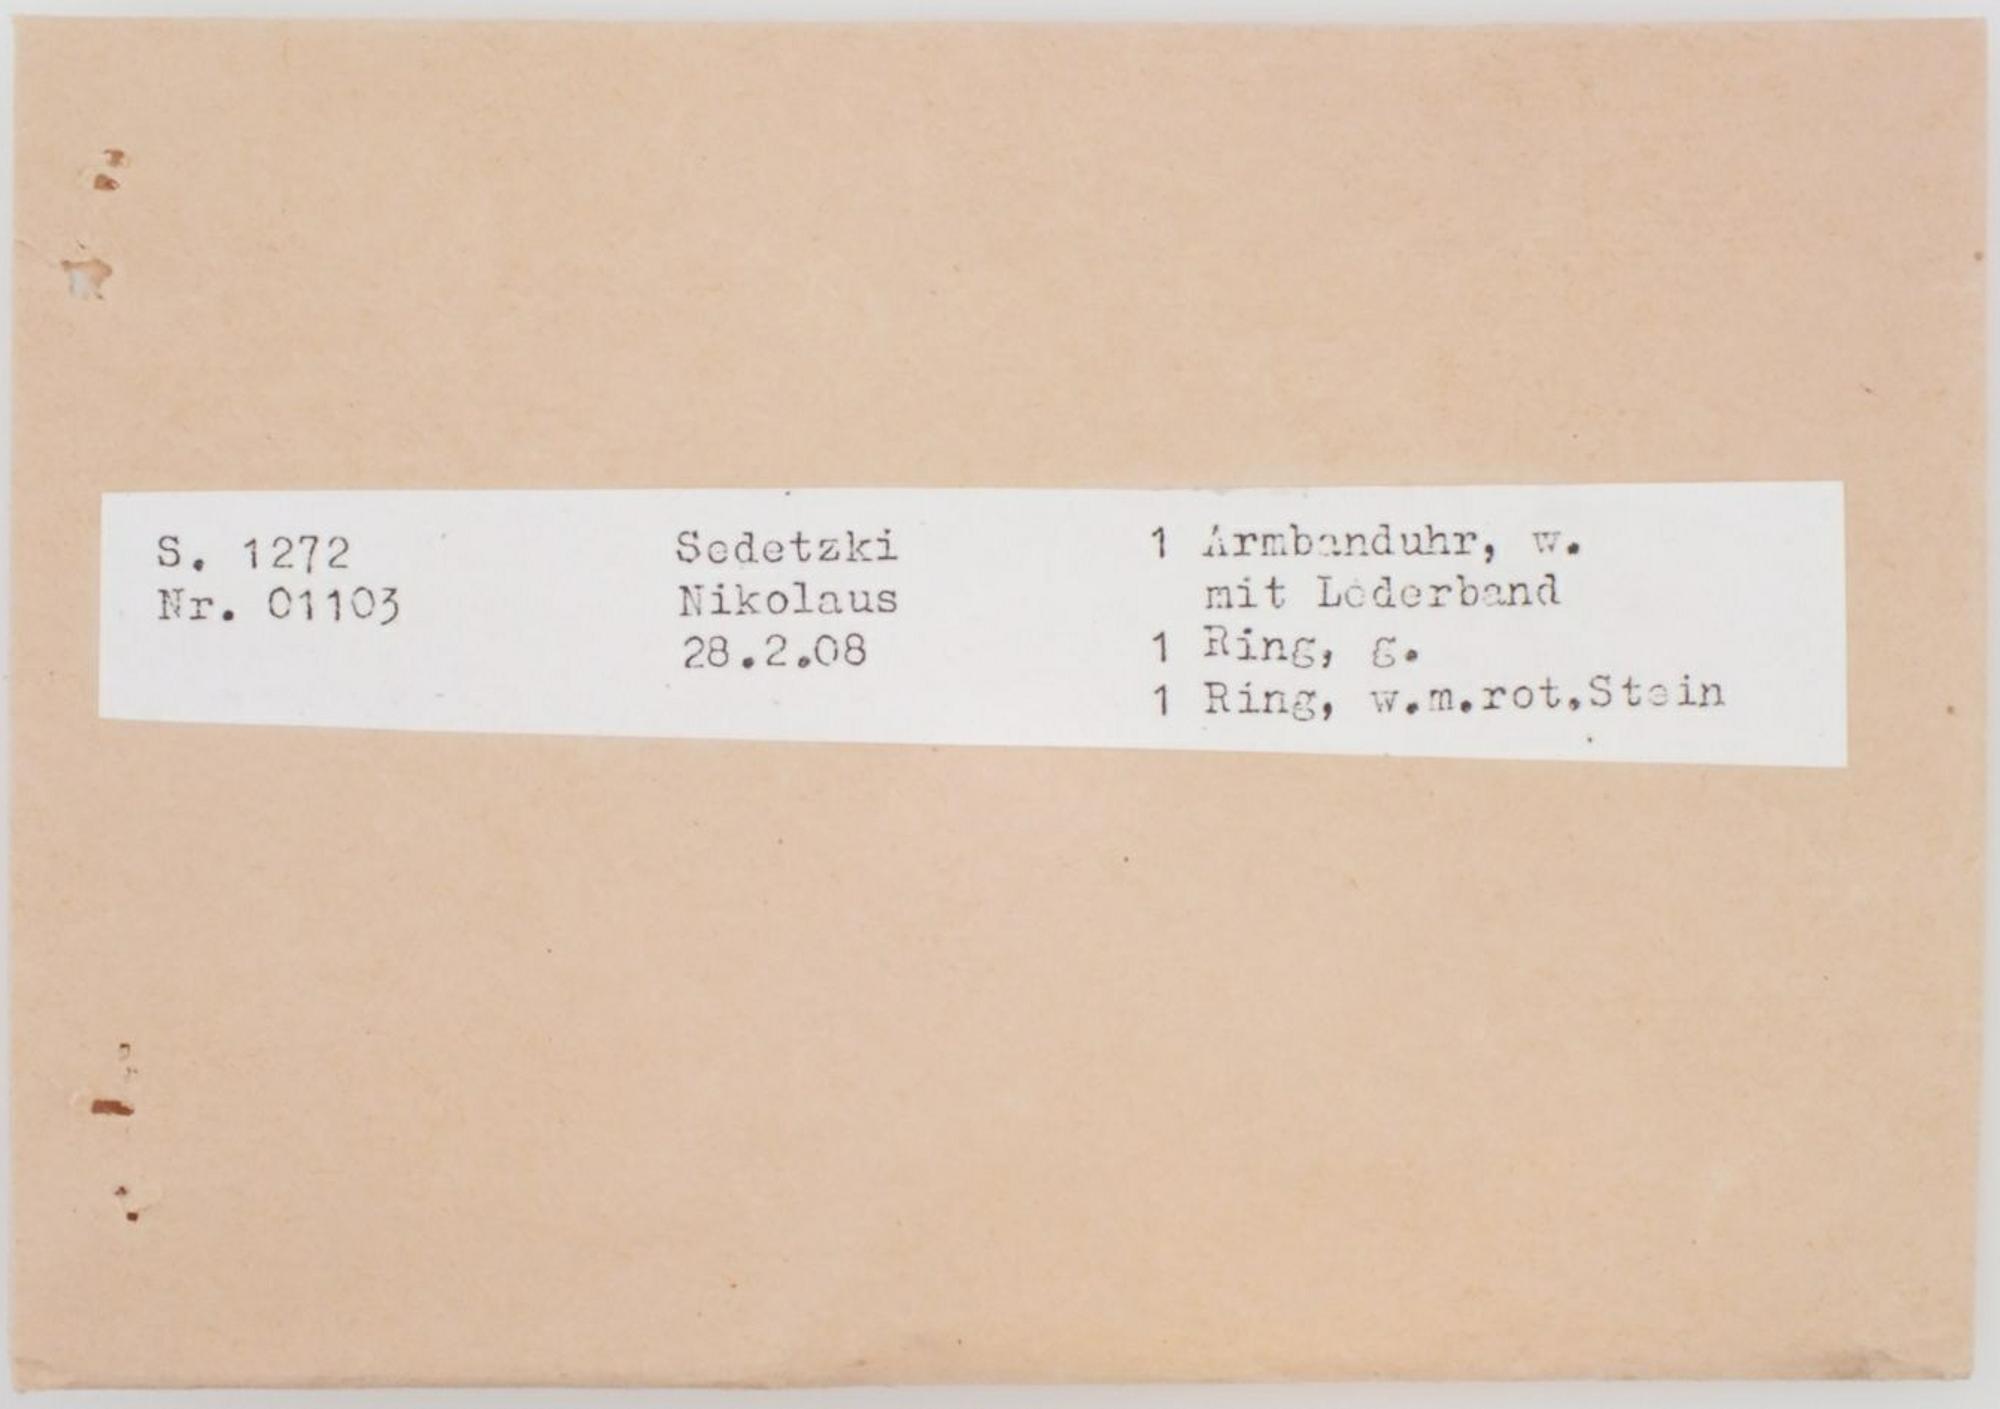 S. 1272
Nr. 01103
Sedetzki
Nikolaus
28.2.08
1 Armbanduhr, w.
mit Lederband
1 Ring, g.
1 Ring, w.m.rot.Stein